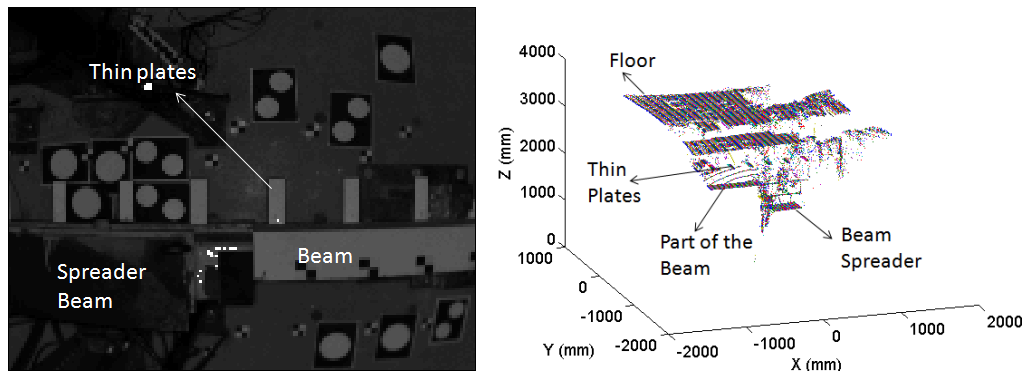 Thin plates
Spreader
Beam
Beam
4000
3000
2000
1000
0
Z (mm)
1000
0
-1000
-2000
Y (mm)
-2000
-1000
0
1000
2000
X (mm)
Floor
Thin
Plates
Part of the
Beam
Beam
Spreader